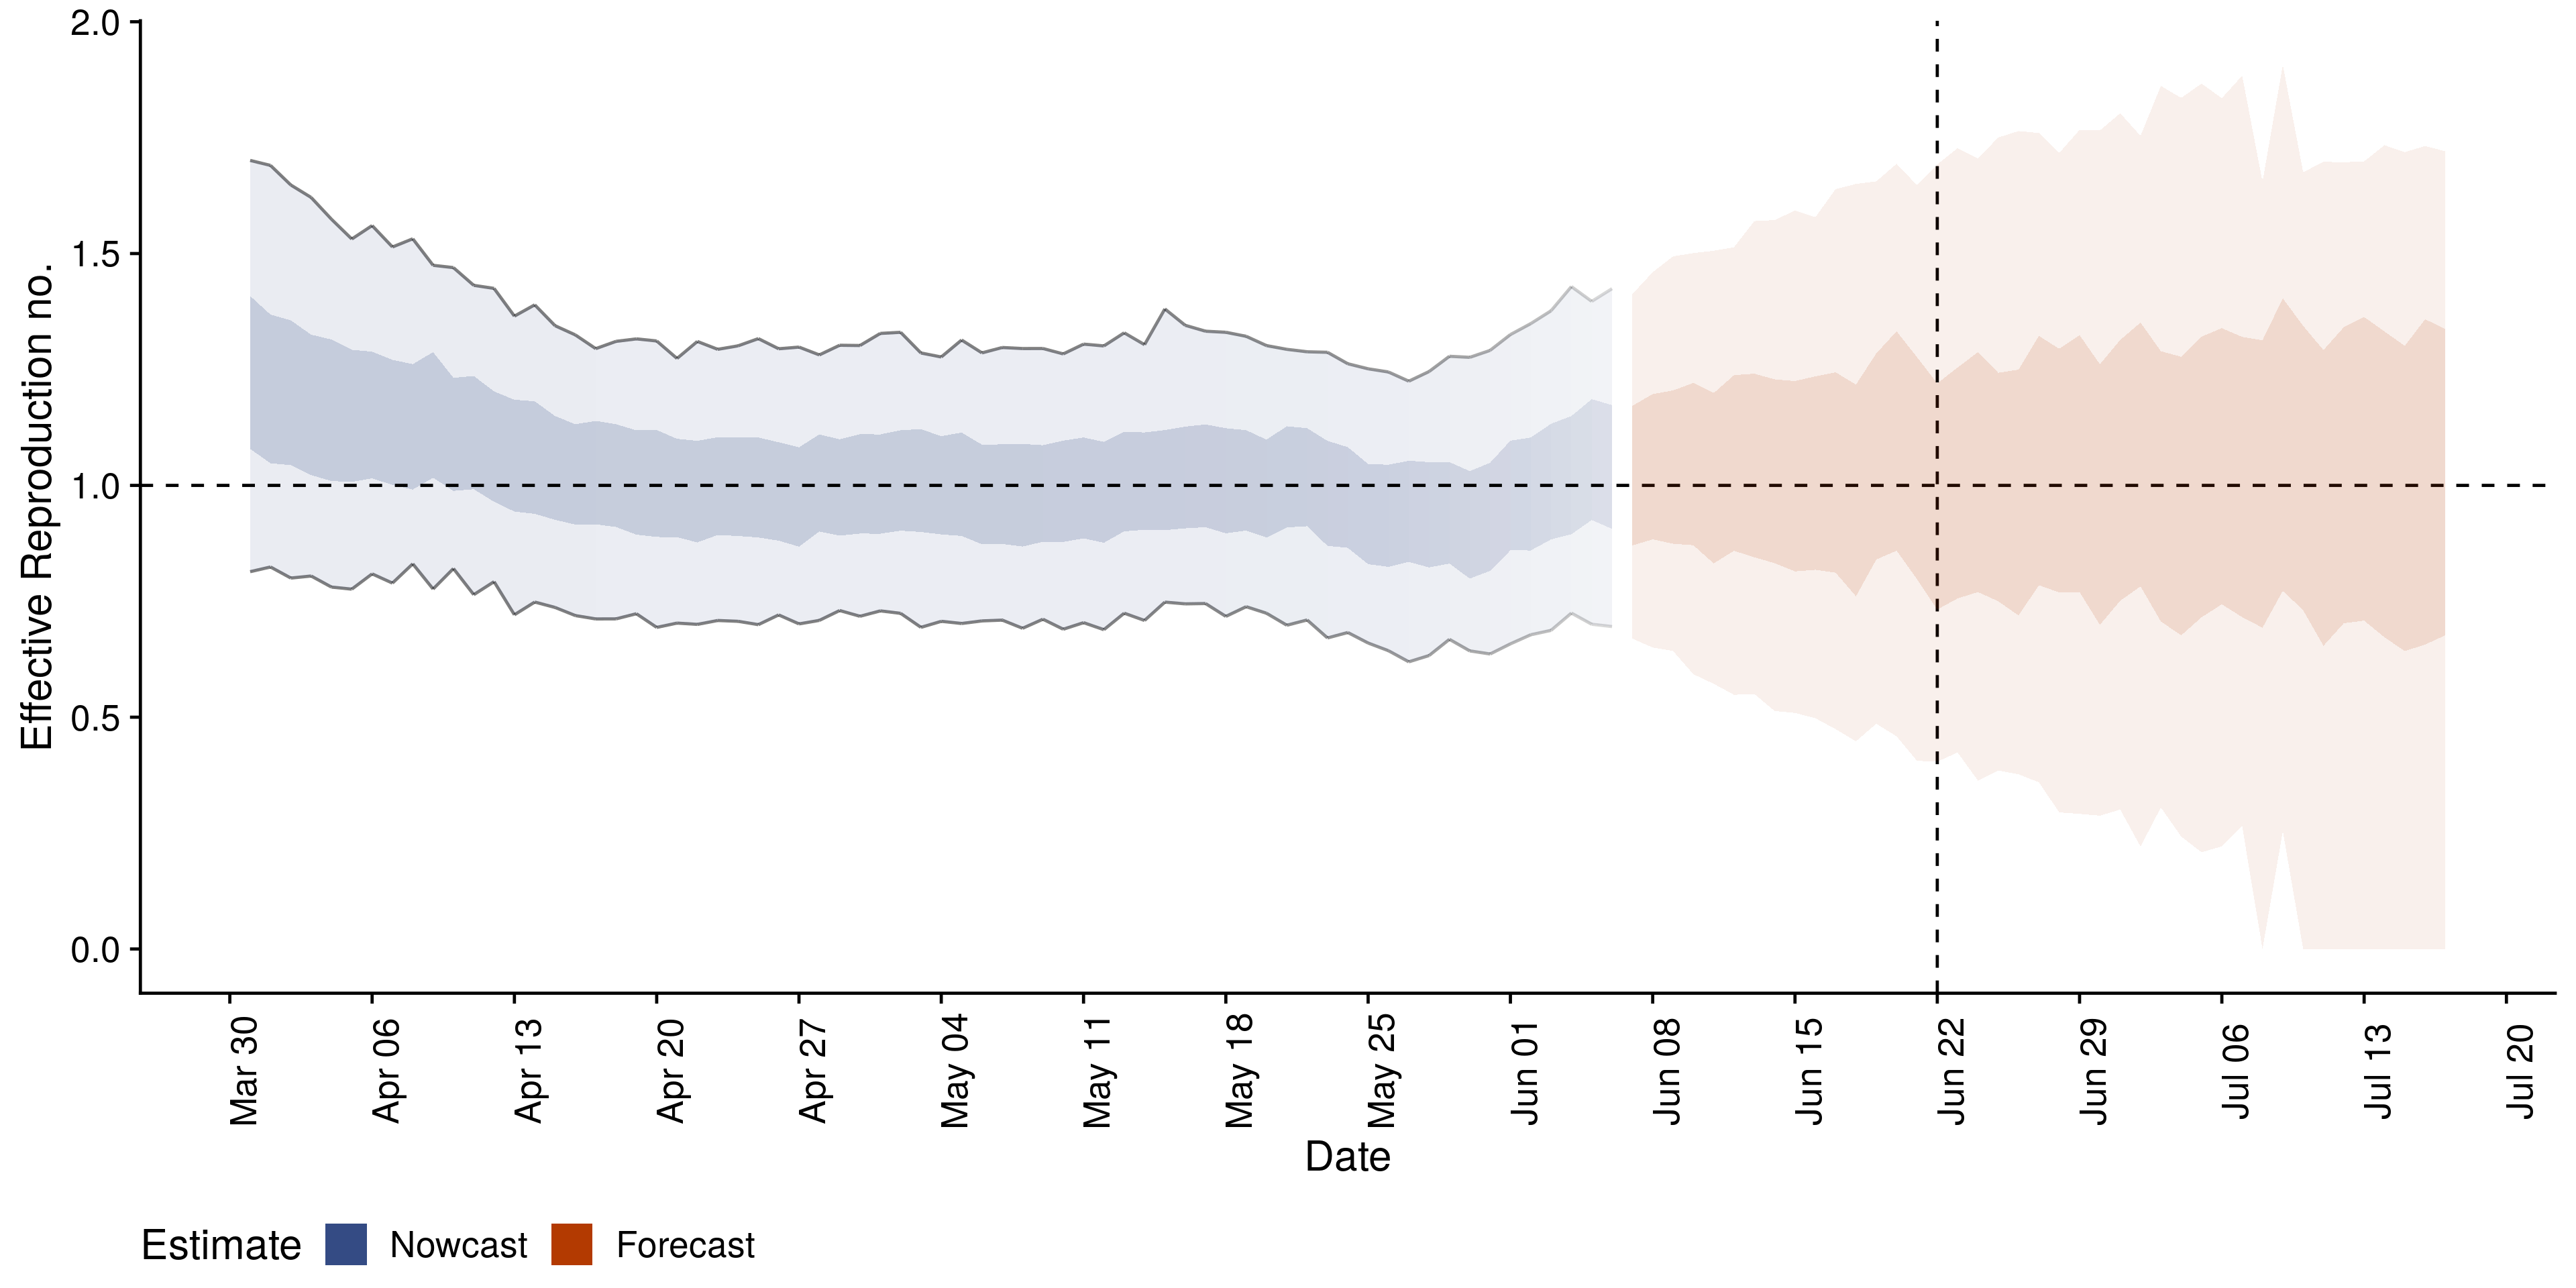 2.0
1.5
1.0
0.5
0.0
Effective Reproduction no.
Mar 30
Apr 06
Apr 13
Apr 20
Apr 27
May 04
May 11
May 18
May 25
Jun 01
Jun 08
Jun 15
Jun 22
Jun 29
Jul 06
Jul 13
Jul 20
Date
Estimate Nowcast Forecast